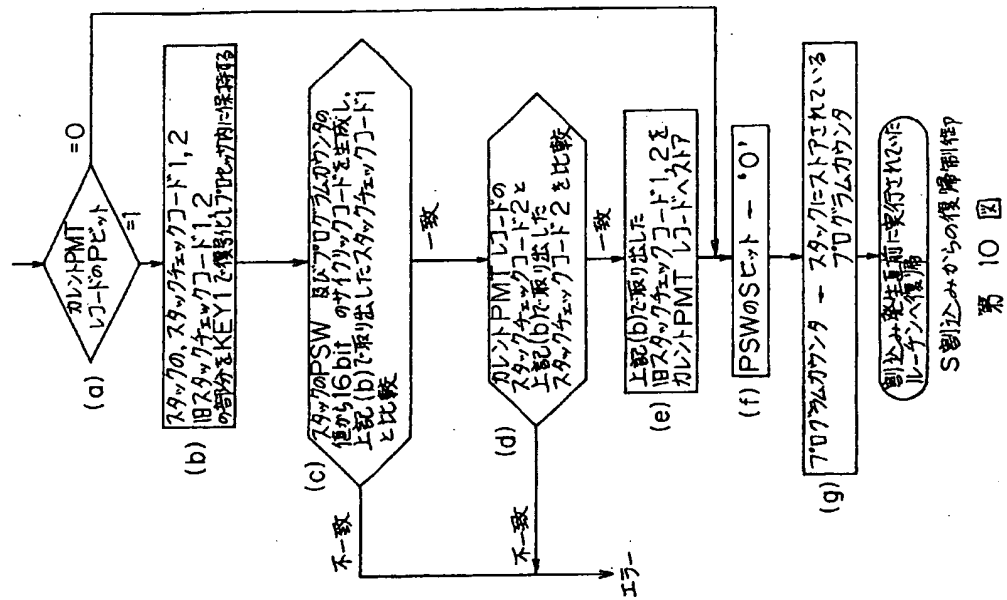 カレントPMT
レコードのPビット
=0
=1
(a)
スタックの,スタックチェックコード1,2
旧スタックチェックコード1,2
の部分をKEY1で復号化しプロセッサ内に保持する
(b)
スタックのPSW 及びプログラムカウンタの
値から16bit のサイクリックコードを生成し,
上記(b)で取り出したスタックチェックコード1
と比較
(c)
不一致
一致
カレントPMTレコードの
スタックチェックコード2と
上記(b)で取り出した
スタックチェックコード2を比較
(d)
不一致
一致
エラー
上記(b)で取り出した
旧スタックチェックコード1,2を
カレントPMTレコードへストア
(e)
(f)
PSWのSビット ← '0'
(g)
プログラムカウンタ ← スタックにストアされている
プログラムカウンタ
割込み発生直前に実行されていた
ルーチンへ復帰
S割込みからの復帰制御
第 10 図